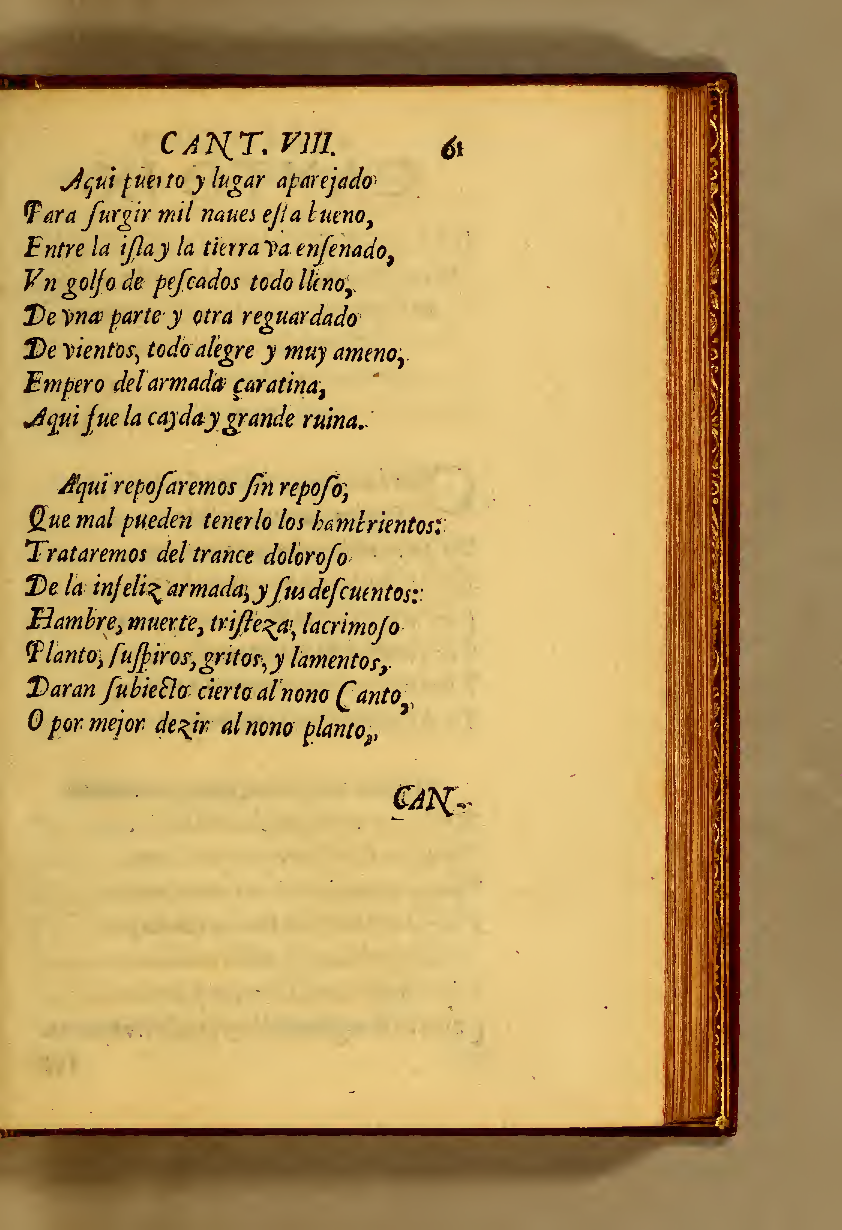 CANT. VIII. 61
Aqui puerto y lugar aparejado
Para ſurgir mil naues eſta bueno,
Entre la iſla y la tierra va enſenado,
Vn golfo de peſcados todo lleno,
De vna parte y otra reguardado
De vientos, todo alegre y muy ameno,
Empero del armada çaratina,
Aqui fue la cayda y grande ruina.
Aqui repoſaremos ſin repoſo,
Que mal pueden tenerlo los hambrientos:
Trataremos del trance doloroſo
De la infeliz armada, y ſus deſcuentos:
Hambre, muerte, triſteza, lacrimoſo
Planto, ſuſpiros, gritos, y lamentos,
Daran ſubiecto cierto al nono Canto,
O por mejor dezir al nono planto,
CAN-